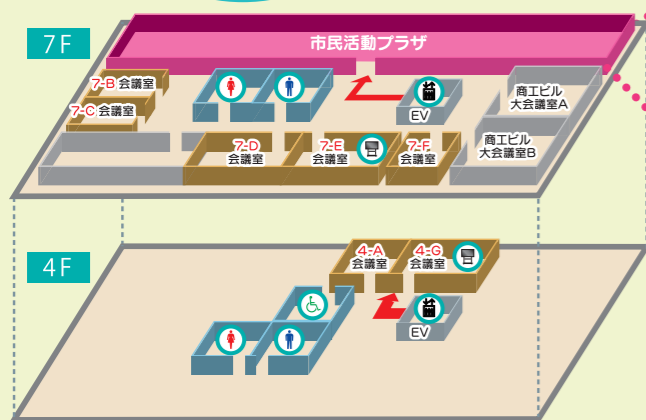 7F
市民活動プラザ
7-B 会議室
7-C 会議室
EV
商工ビル
大会議室A
7-D
会議室
7-E
会議室
7-F
会議室
商工ビル
大会議室B
4F
4-A
会議室
4-G
会議室
EV